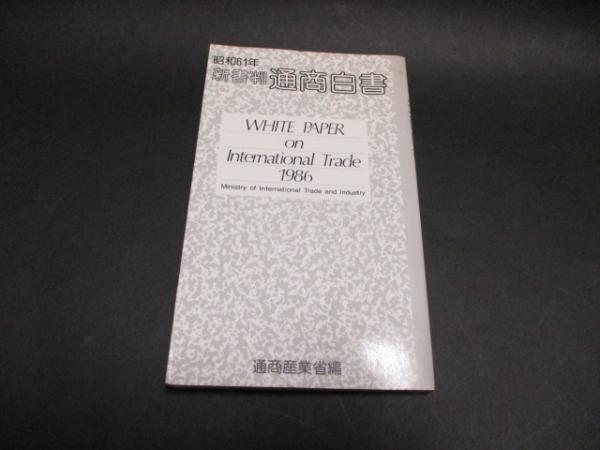 昭和61年
新書判 通商白書
WHITE PAPER
on
International Trade
1986
Ministry of International Trade and Industry
通商産業省編